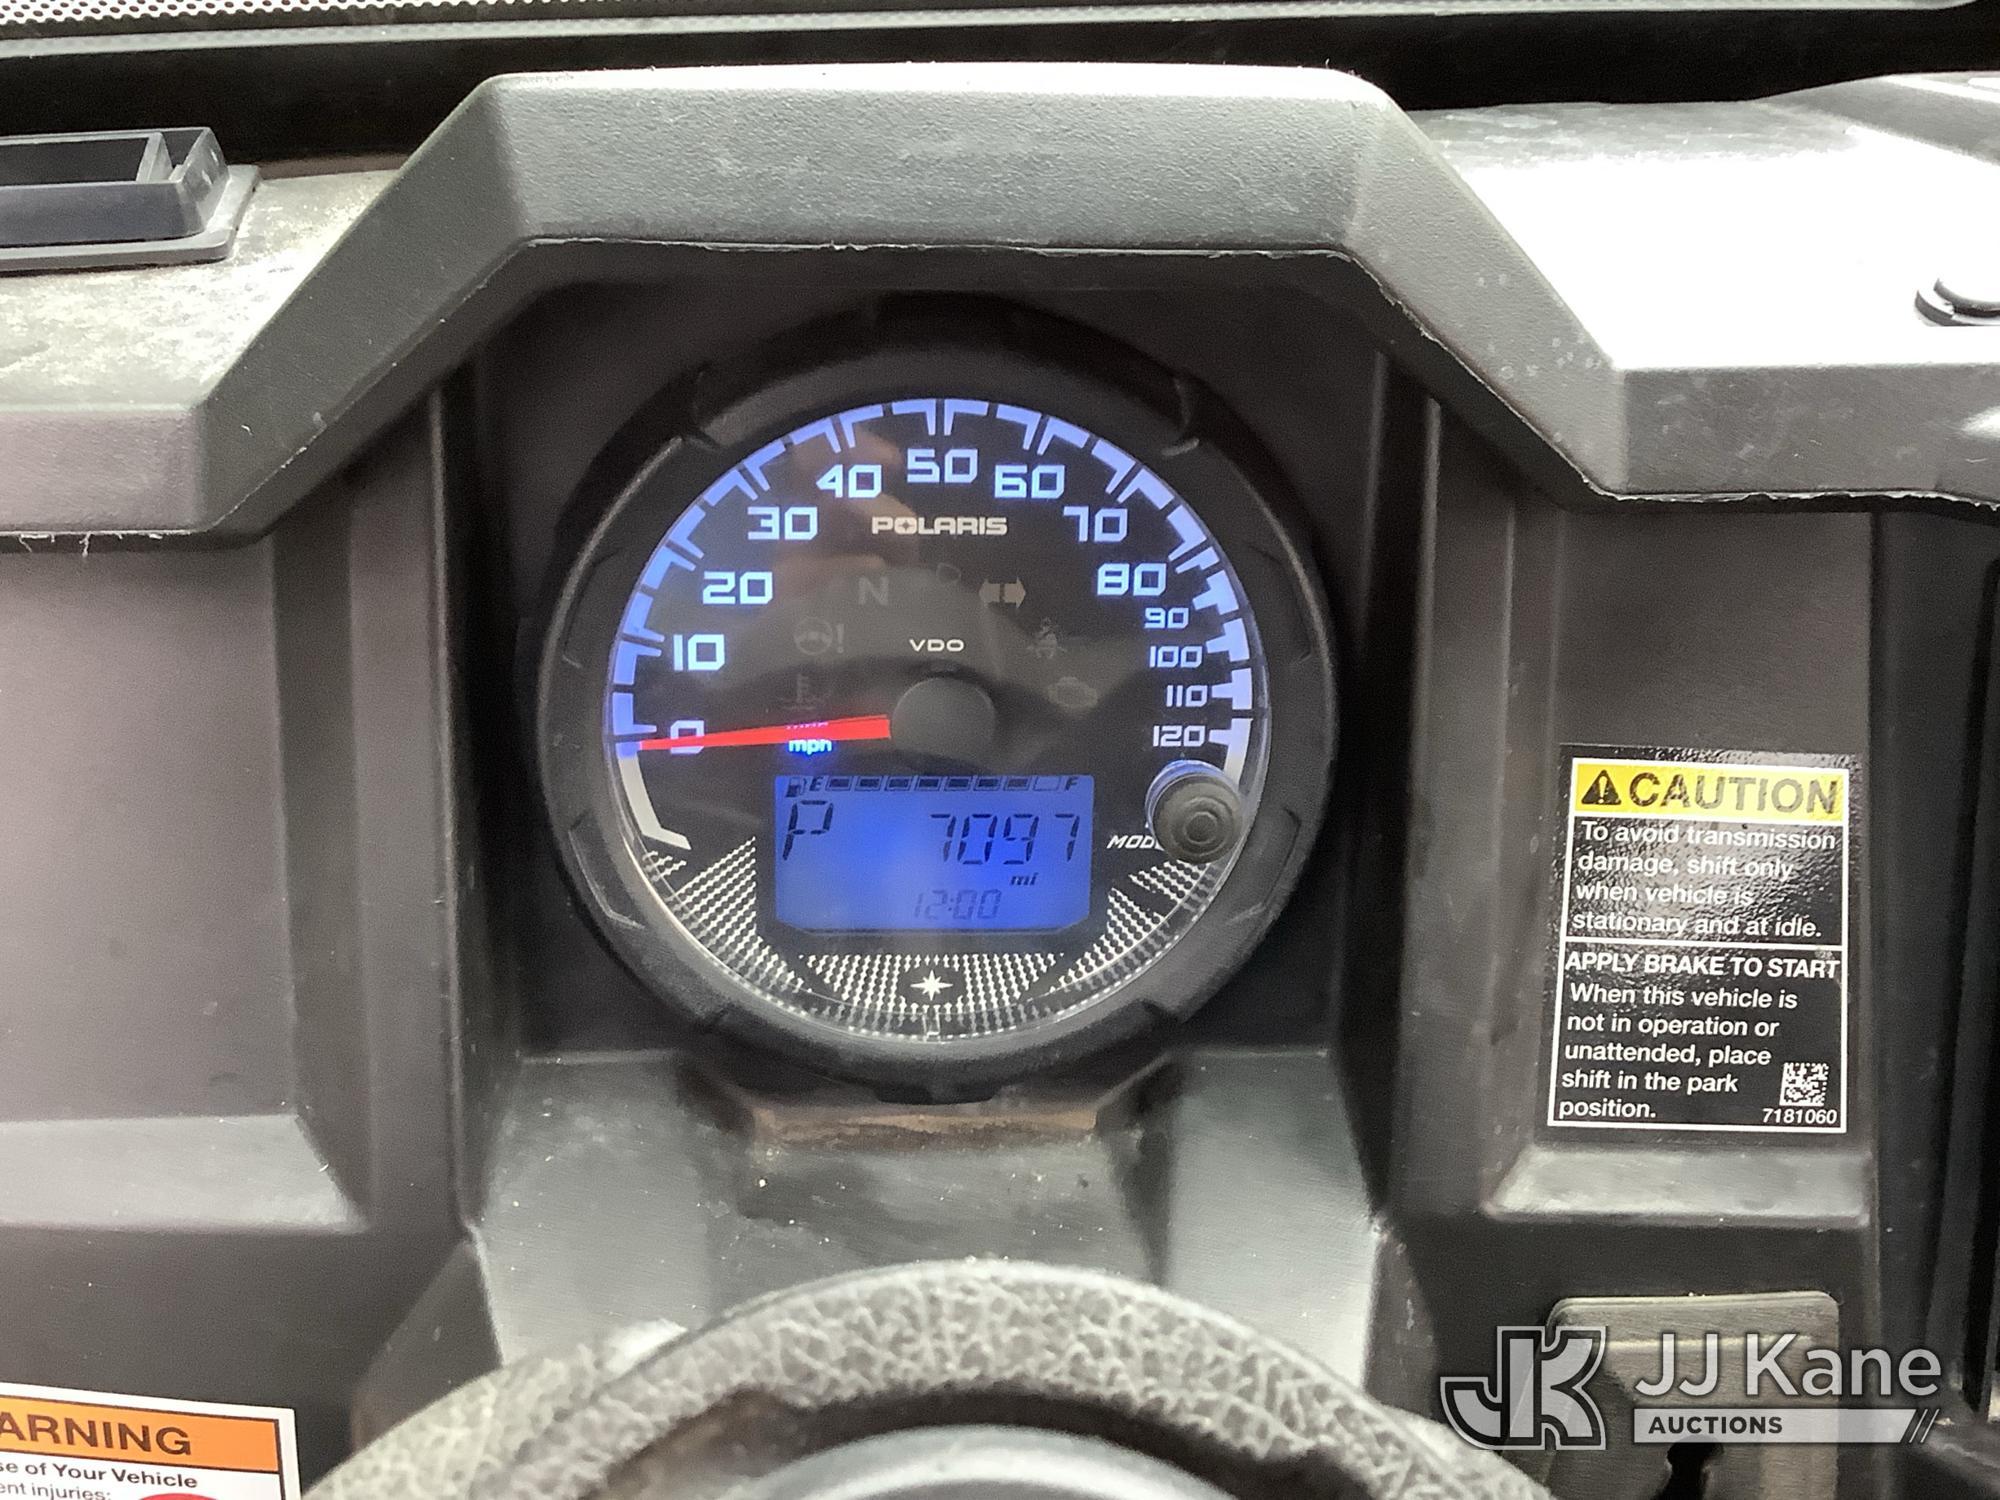 50
40 60
30 70
POLARIS
20 80
N
90
10 VDO 100
110
0 120
mph
E F
P 7097
mi
12:00
CAUTION
To avoid transmission
damage, shift only
when vehicle is
stationary and at idle.
APPLY BRAKE TO START
When this vehicle is
not in operation or
unattended, place
shift in the park
position.
7181060
ARNING
se of Your Vehicle
ent injuries:
JK JJ Kane
AUCTIONS